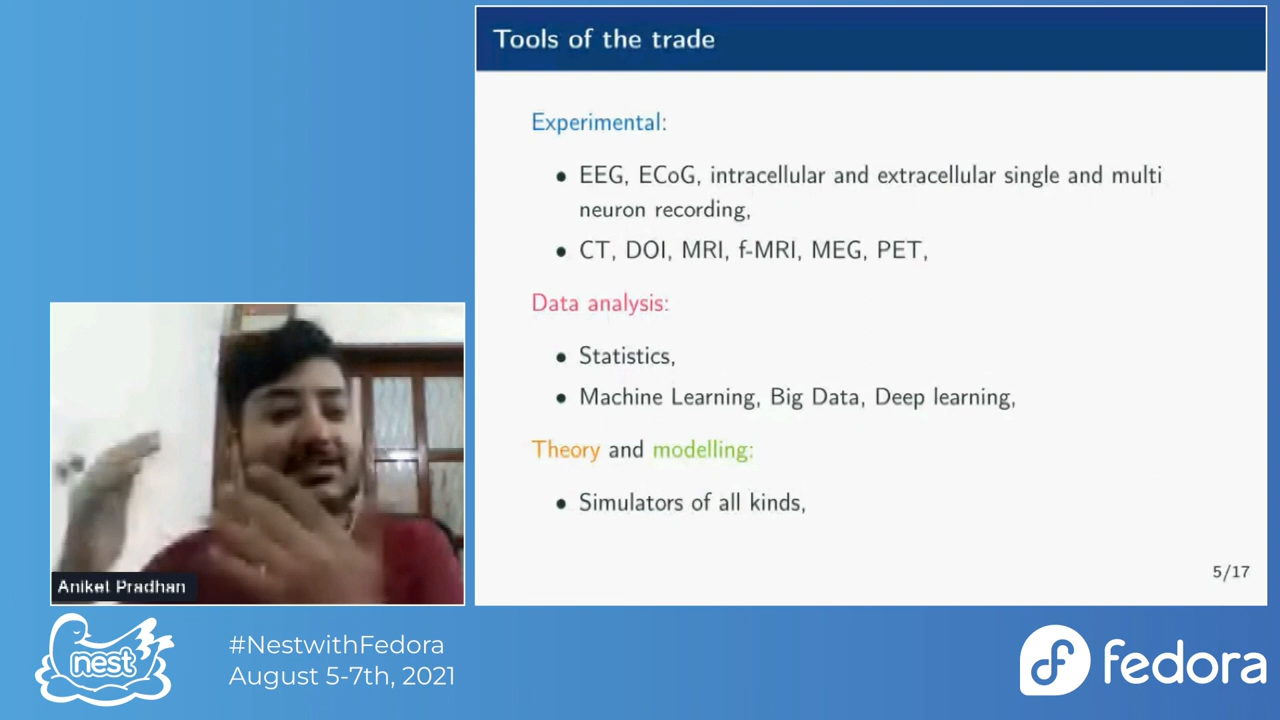 Tools of the trade
Experimental:
• EEG, ECoG, intracellular and extracellular single and multi
neuron recording,
• CT, DOI, MRI, f-MRI, MEG, PET,
Data analysis:
• Statistics,
• Machine Learning, Big Data, Deep learning,
Theory and modelling:
• Simulators of all kinds,
5/17
Aniket Pradhan
nest
#NestwithFedora
August 5-7th, 2021
fedora